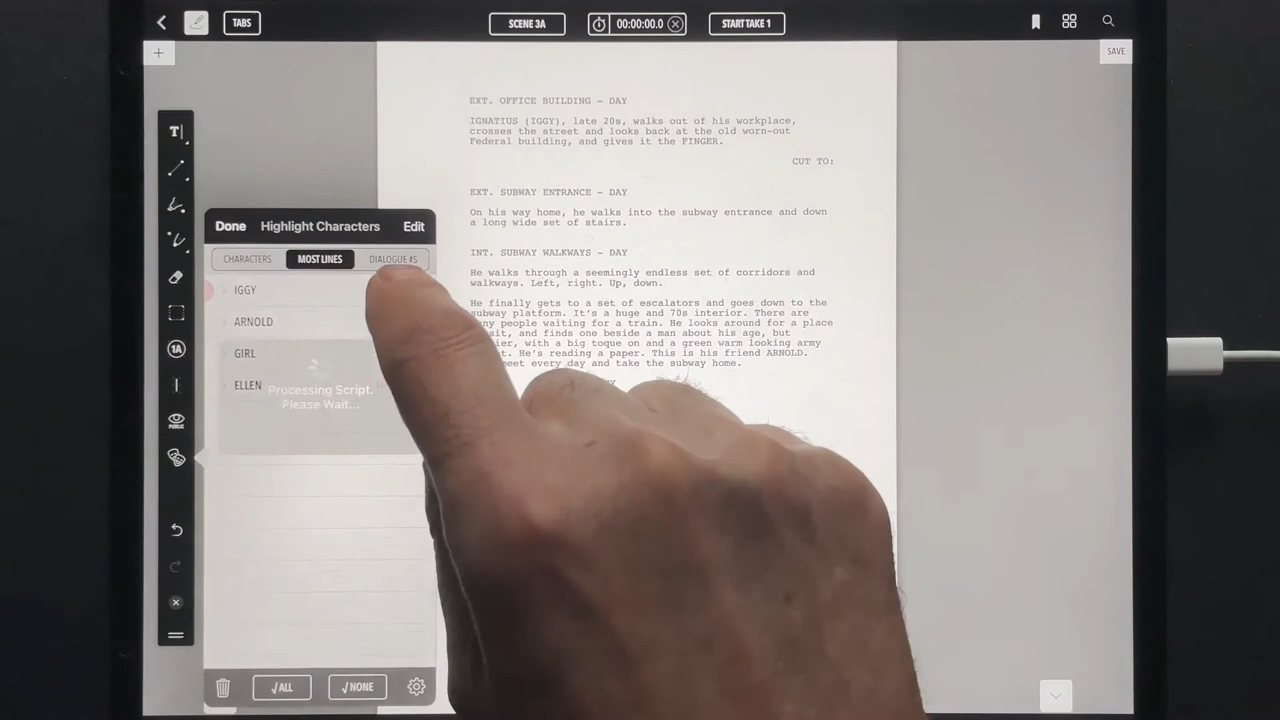 TABS
SCENE 3A
00:00:00.0
START TAKE 1
SAVE
T
1A
PUBLIC
Done
Highlight Characters
Edit
CHARACTERS
MOST LINES
DIALOGUE #S
IGGY
ARNOLD
GIRL
ELLEN
Processing Script.
Please Wait...
√ALL
√NONE
EXT. OFFICE BUILDING - DAY
IGNATIUS (IGGY), late 20s, walks out of his workplace,
crosses the street and looks back at the old worn-out
Federal building, and gives it the FINGER.
CUT TO:
EXT. SUBWAY ENTRANCE - DAY
On his way home, he walks into the subway entrance and down
a long wide set of stairs.
INT. SUBWAY WALKWAYS - DAY
He walks through a seemingly endless set of corridors and
walkways. Left, right. Up, down.
He finally gets to a set of escalators and goes down to the
subway platform. It's a huge and 70s interior. There are
people waiting for a train. He looks around for a place
sit, and finds one beside a man about his age, but
with a big toque on and a green warm looking army
He's reading a paper. This is his friend ARNOLD.
meet every day and take the subway home.